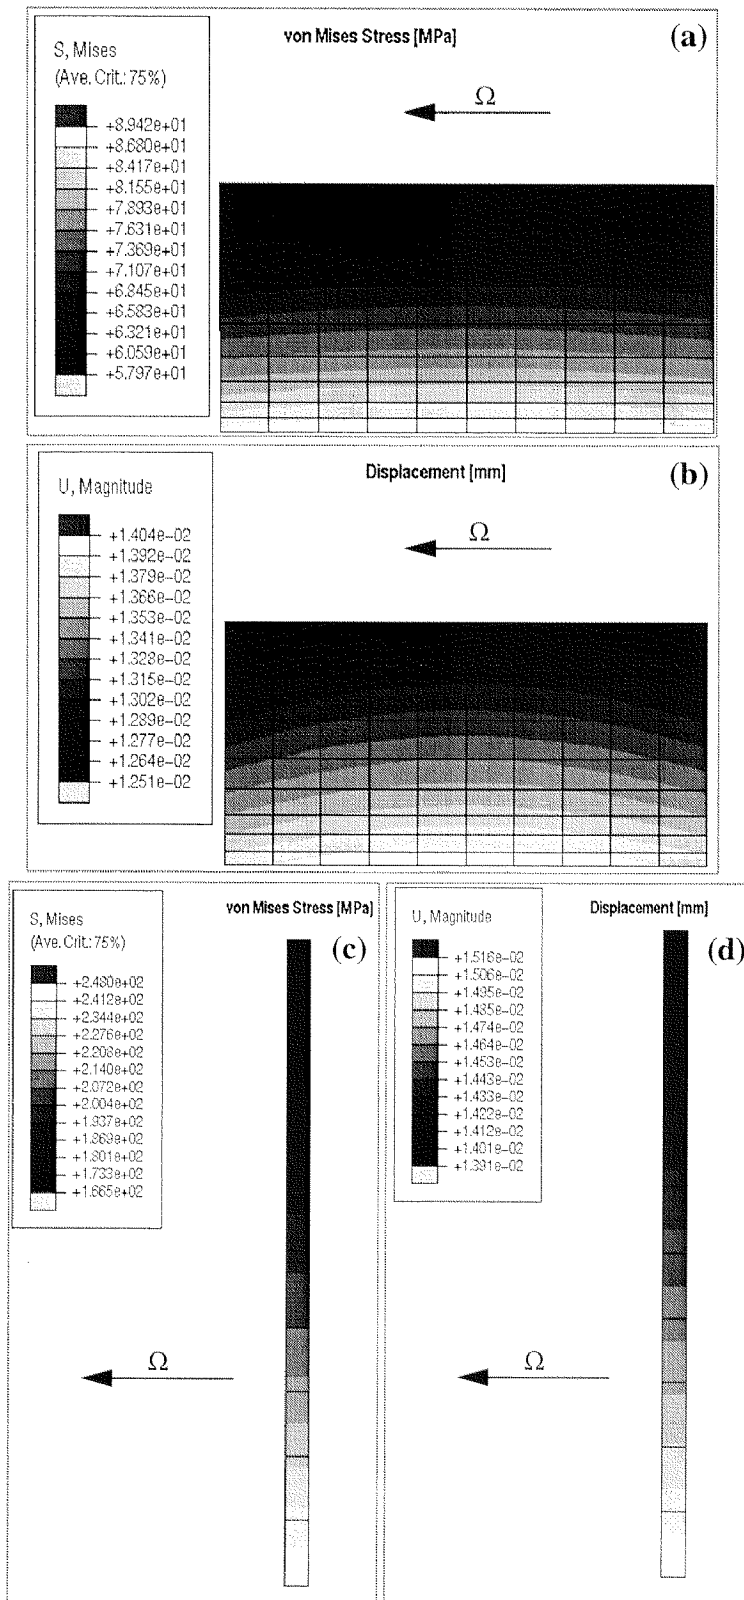 von Mises Stress [MPa]
(a)
S, Mises
(Ave. Crit.: 75%)
+8.942e+01
+8.680e+01
+8.417e+01
+8.155e+01
+7.893e+01
+7.631e+01
+7.369e+01
+7.107e+01
+6.845e+01
+6.583e+01
+6.321e+01
+6.059e+01
+5.797e+01
Ω
Displacement [mm]
(b)
U, Magnitude
+1.404e-02
+1.392e-02
+1.379e-02
+1.366e-02
+1.353e-02
+1.341e-02
+1.328e-02
+1.315e-02
+1.302e-02
+1.289e-02
+1.277e-02
+1.264e-02
+1.251e-02
Ω
von Mises Stress [MPa]
(c)
S, Mises
(Ave. Crit.: 75%)
+2.480e+02
+2.412e+02
+2.344e+02
+2.276e+02
+2.208e+02
+2.140e+02
+2.072e+02
+2.004e+02
+1.937e+02
+1.869e+02
+1.801e+02
+1.733e+02
+1.665e+02
Ω
Displacement [mm]
(d)
U, Magnitude
+1.516e-02
+1.506e-02
+1.495e-02
+1.485e-02
+1.474e-02
+1.464e-02
+1.453e-02
+1.443e-02
+1.433e-02
+1.422e-02
+1.412e-02
+1.401e-02
+1.391e-02
Ω